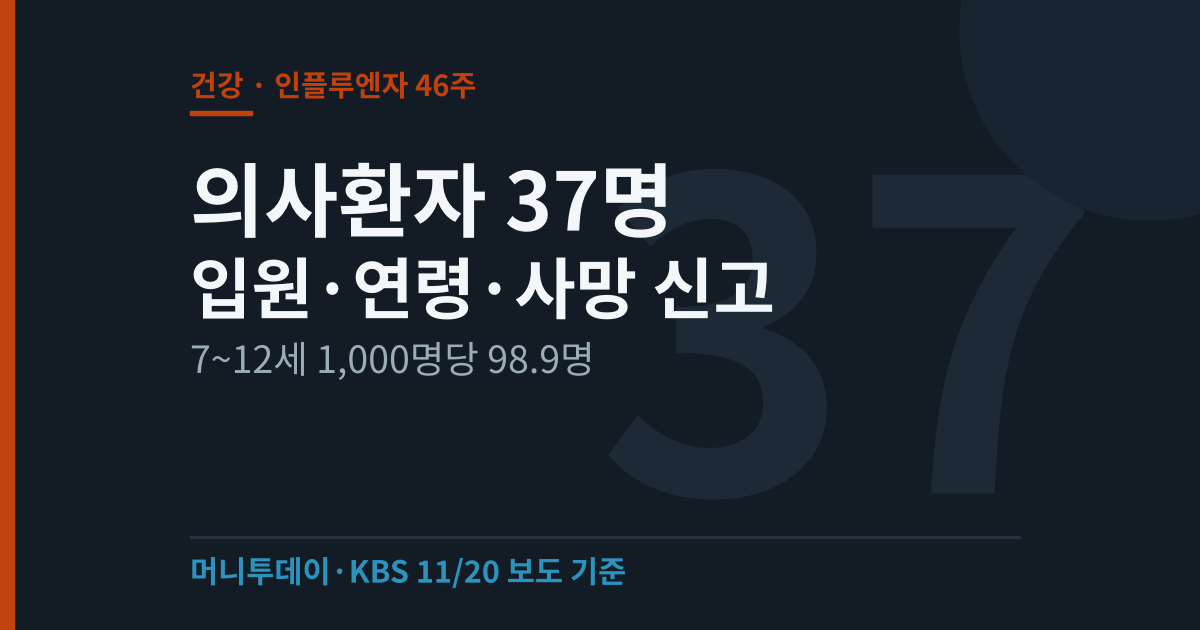 건강 · 인플루엔자 46주
의사환자 37명
입원·연령·사망 신고
7~12세 1,000명당 98.9명
37
머니투데이·KBS 11/20 보도 기준